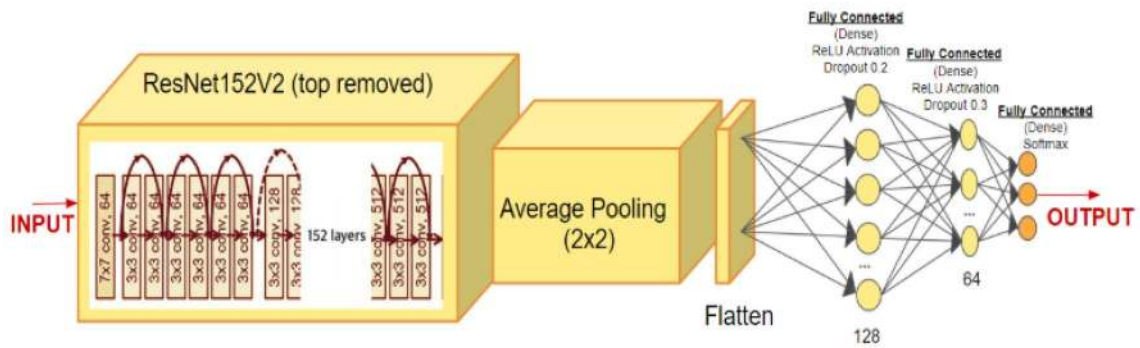 ResNet152V2 (top removed)
INPUT
7x7 conv, 64
3x3 conv, 64
3x3 conv, 64
3x3 conv, 64
3x3 conv, 64
3x3 conv, 64
3x3 conv, 64
3x3 conv, 128
3x3 conv, 128
152 layers
3x3 conv, 512
3x3 conv, 512
3x3 conv, 512
Average Pooling
(2x2)
Flatten
Fully Connected
(Dense)
ReLU Activation
Dropout 0.2
...
128
Fully Connected
(Dense)
ReLU Activation
Dropout 0.3
...
64
Fully Connected
(Dense)
Softmax
OUTPUT